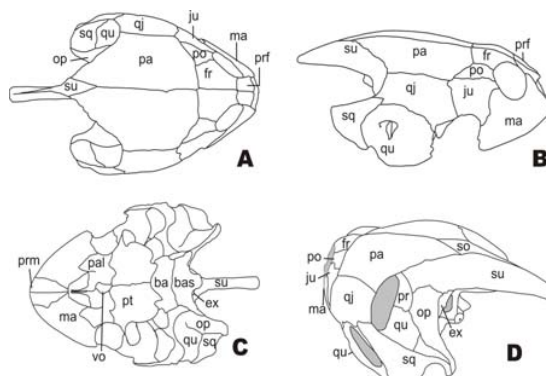 sq qu qj ju ma
op pa po prf
fr
su
A
su pa fr prf
po
qj ju
sq ma
qu
B
prm pal
ma pt ba bas su
ex
vo op
qu sq
C
po fr pa so
ju su
ma qj pr op
qu ex
qu sq
D